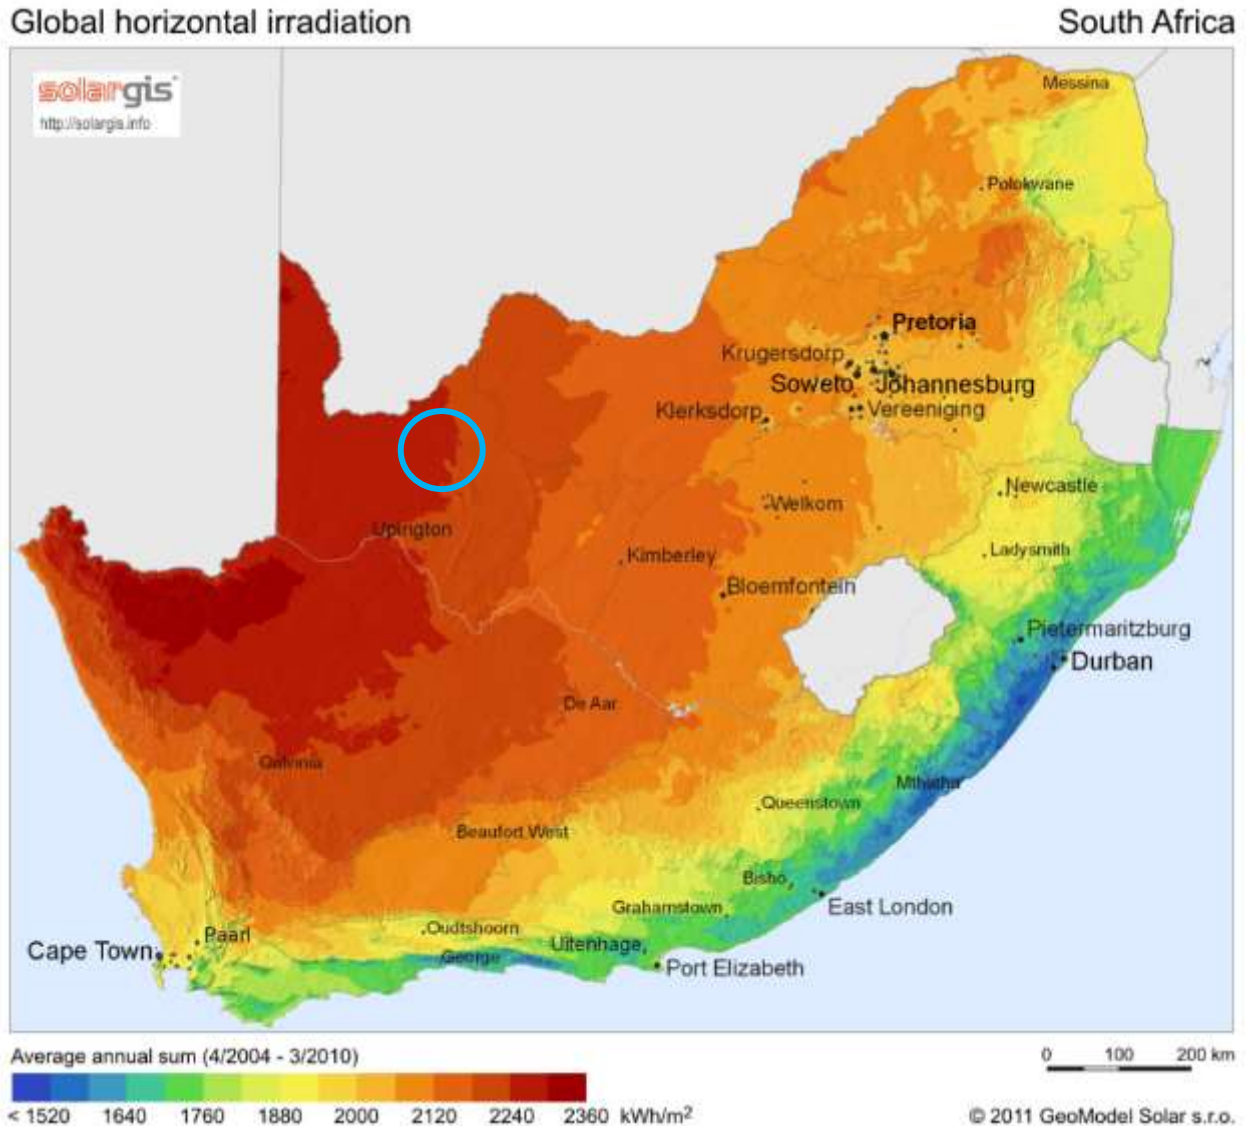 Global horizontal irradiation
South Africa
solargis
http://solargis.info
Messina
Polokwane
Pretoria
Krugersdorp
Soweto
Johannesburg
Klerksdorp
Vereeniging
Newcastle
Welkom
Upington
Kimberley
Ladysmith
Bloemfontein
Pietermaritzburg
Durban
De Aar
Calvinia
Mthatha
Queenstown
Beaufort West
Bisho
Grahamstown
East London
Oudtshoorn
Paarl
Cape Town
Uitenhage
George
Port Elizabeth
Average annual sum (4/2004 - 3/2010)
0 100 200 km
< 1520 1640 1760 1880 2000 2120 2240 2360 kWh/m²
© 2011 GeoModel Solar s.r.o.